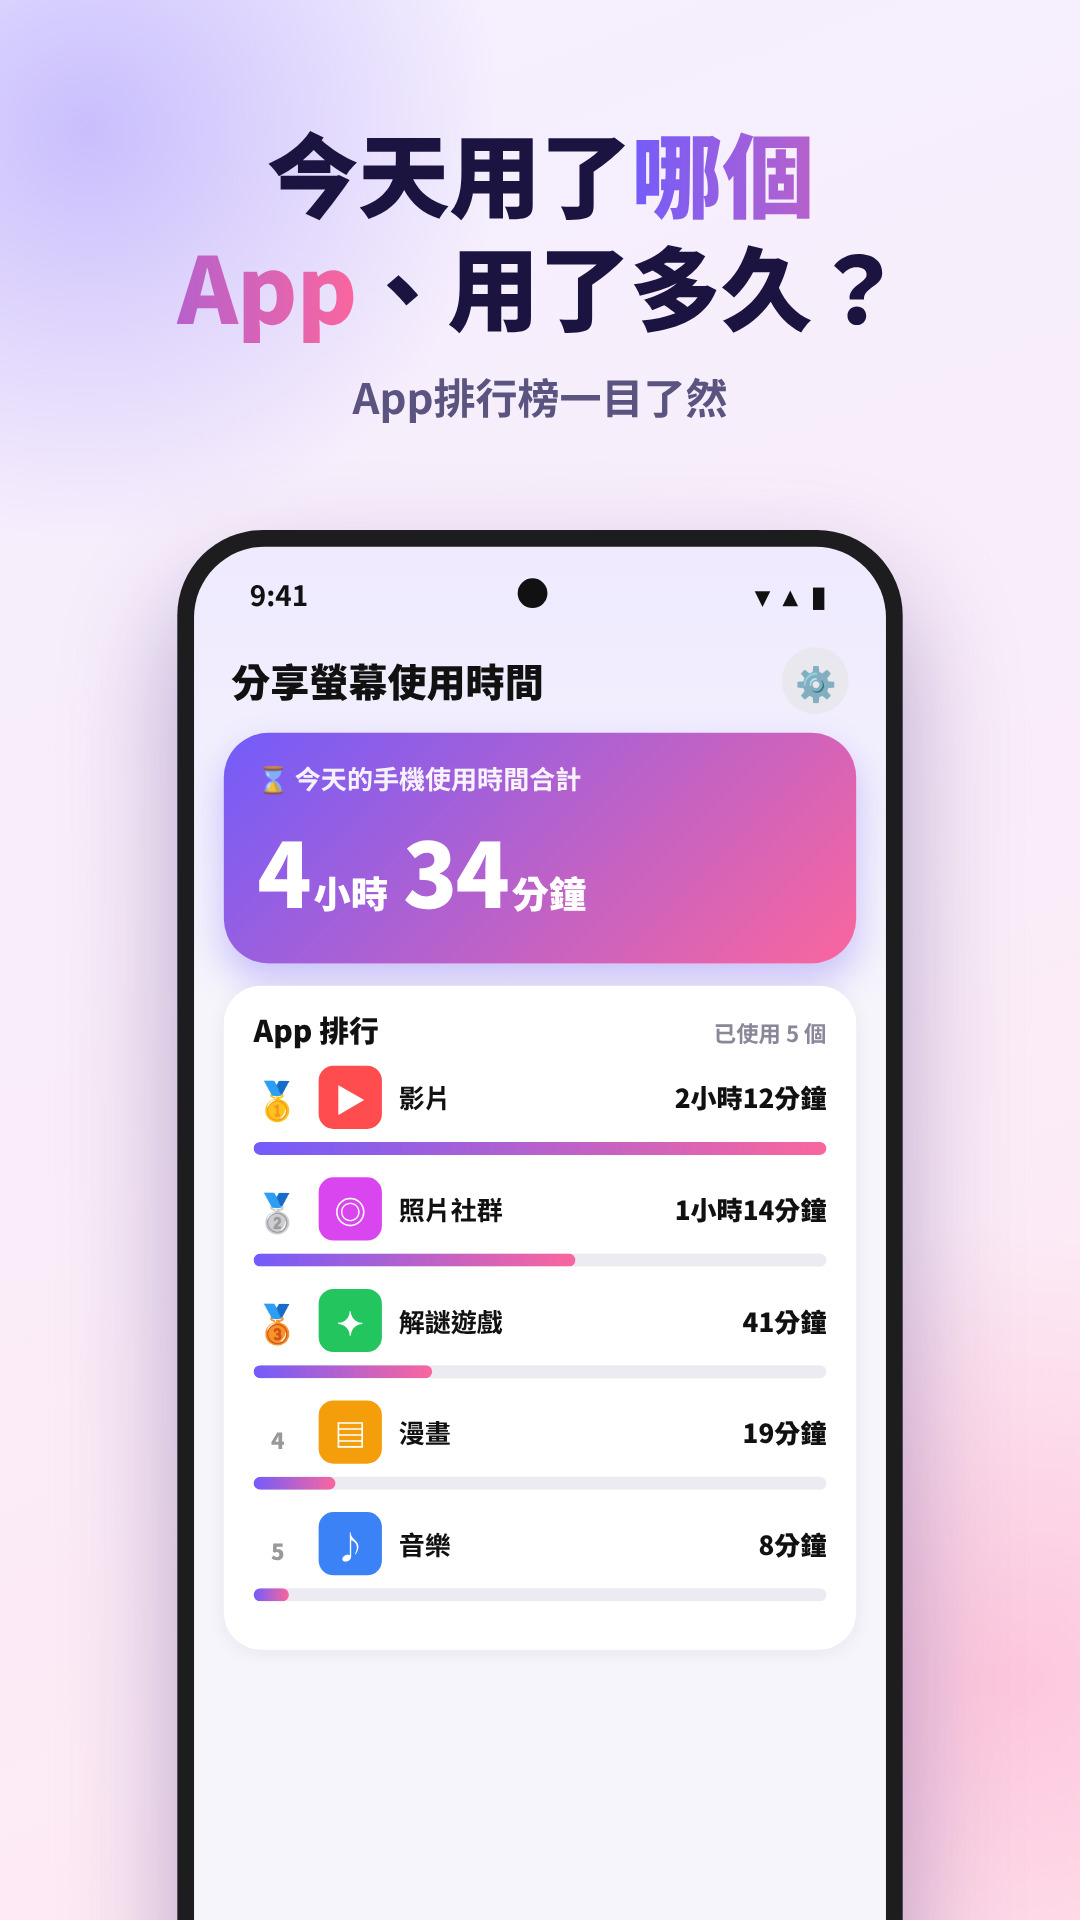 今天用了哪個
App、用了多久？
App排行榜一目了然
9:41
分享螢幕使用時間
今天的手機使用時間合計
4小時 34分鐘
App 排行
已使用 5 個
1 影片 2小時12分鐘
2 照片社群 1小時14分鐘
3 解謎遊戲 41分鐘
4 漫畫 19分鐘
5 音樂 8分鐘